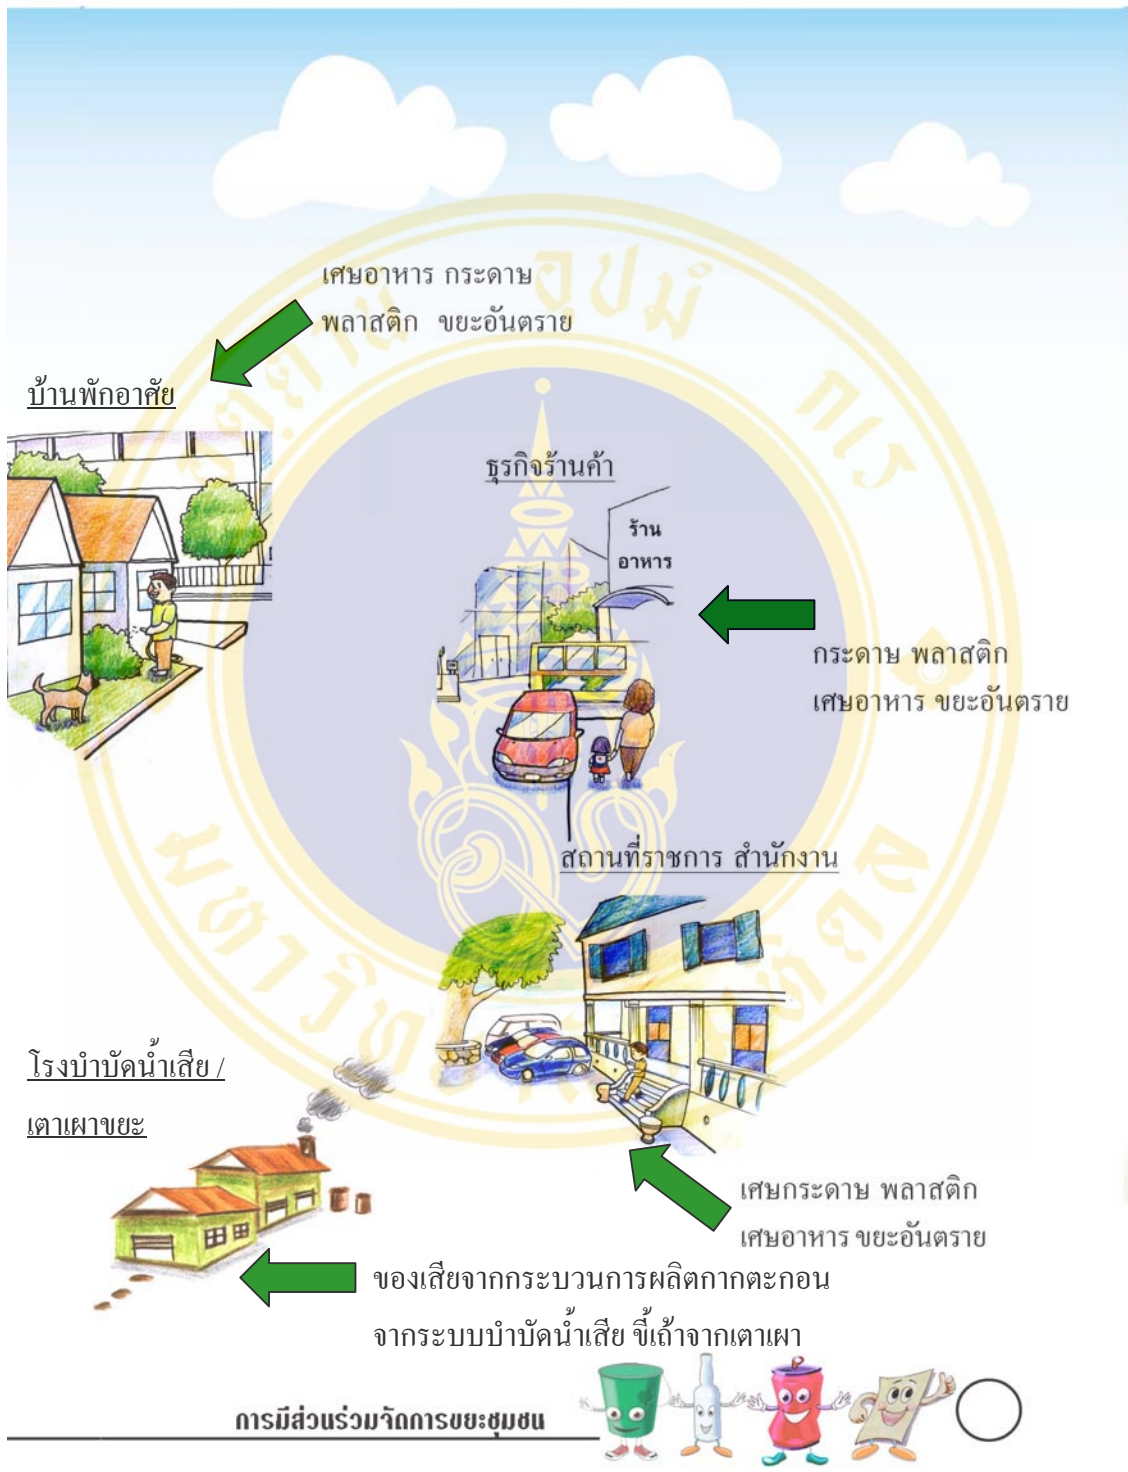 เศษอาหาร กระดาษ
พลาสติก ขยะอันตราย
บ้านพักอาศัย
ธุรกิจร้านค้า
ร้าน
อาหาร
กระดาษ พลาสติก
เศษอาหาร ขยะอันตราย
สถานที่ราชการ สำนักงาน
โรงบำบัดน้ำเสีย /
เตาเผาขยะ
เศษกระดาษ พลาสติก
เศษอาหาร ขยะอันตราย
ของเสียจากกระบวนการผลิตกากตะกอน
จากระบบบำบัดน้ำเสีย ขี้เถ้าจากเตาเผา
การมีส่วนร่วมจัดการขยะชุมชน